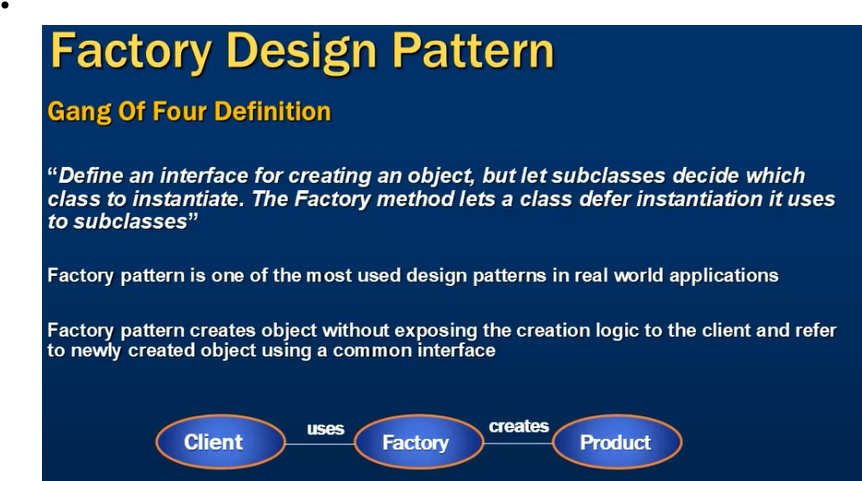 Factory Design Pattern
Gang Of Four Definition
“Define an interface for creating an object, but let subclasses decide which
class to instantiate. The Factory method lets a class defer instantiation it uses
to subclasses”
Factory pattern is one of the most used design patterns in real world applications
Factory pattern creates object without exposing the creation logic to the client and refer
to newly created object using a common interface
Client uses Factory creates Product